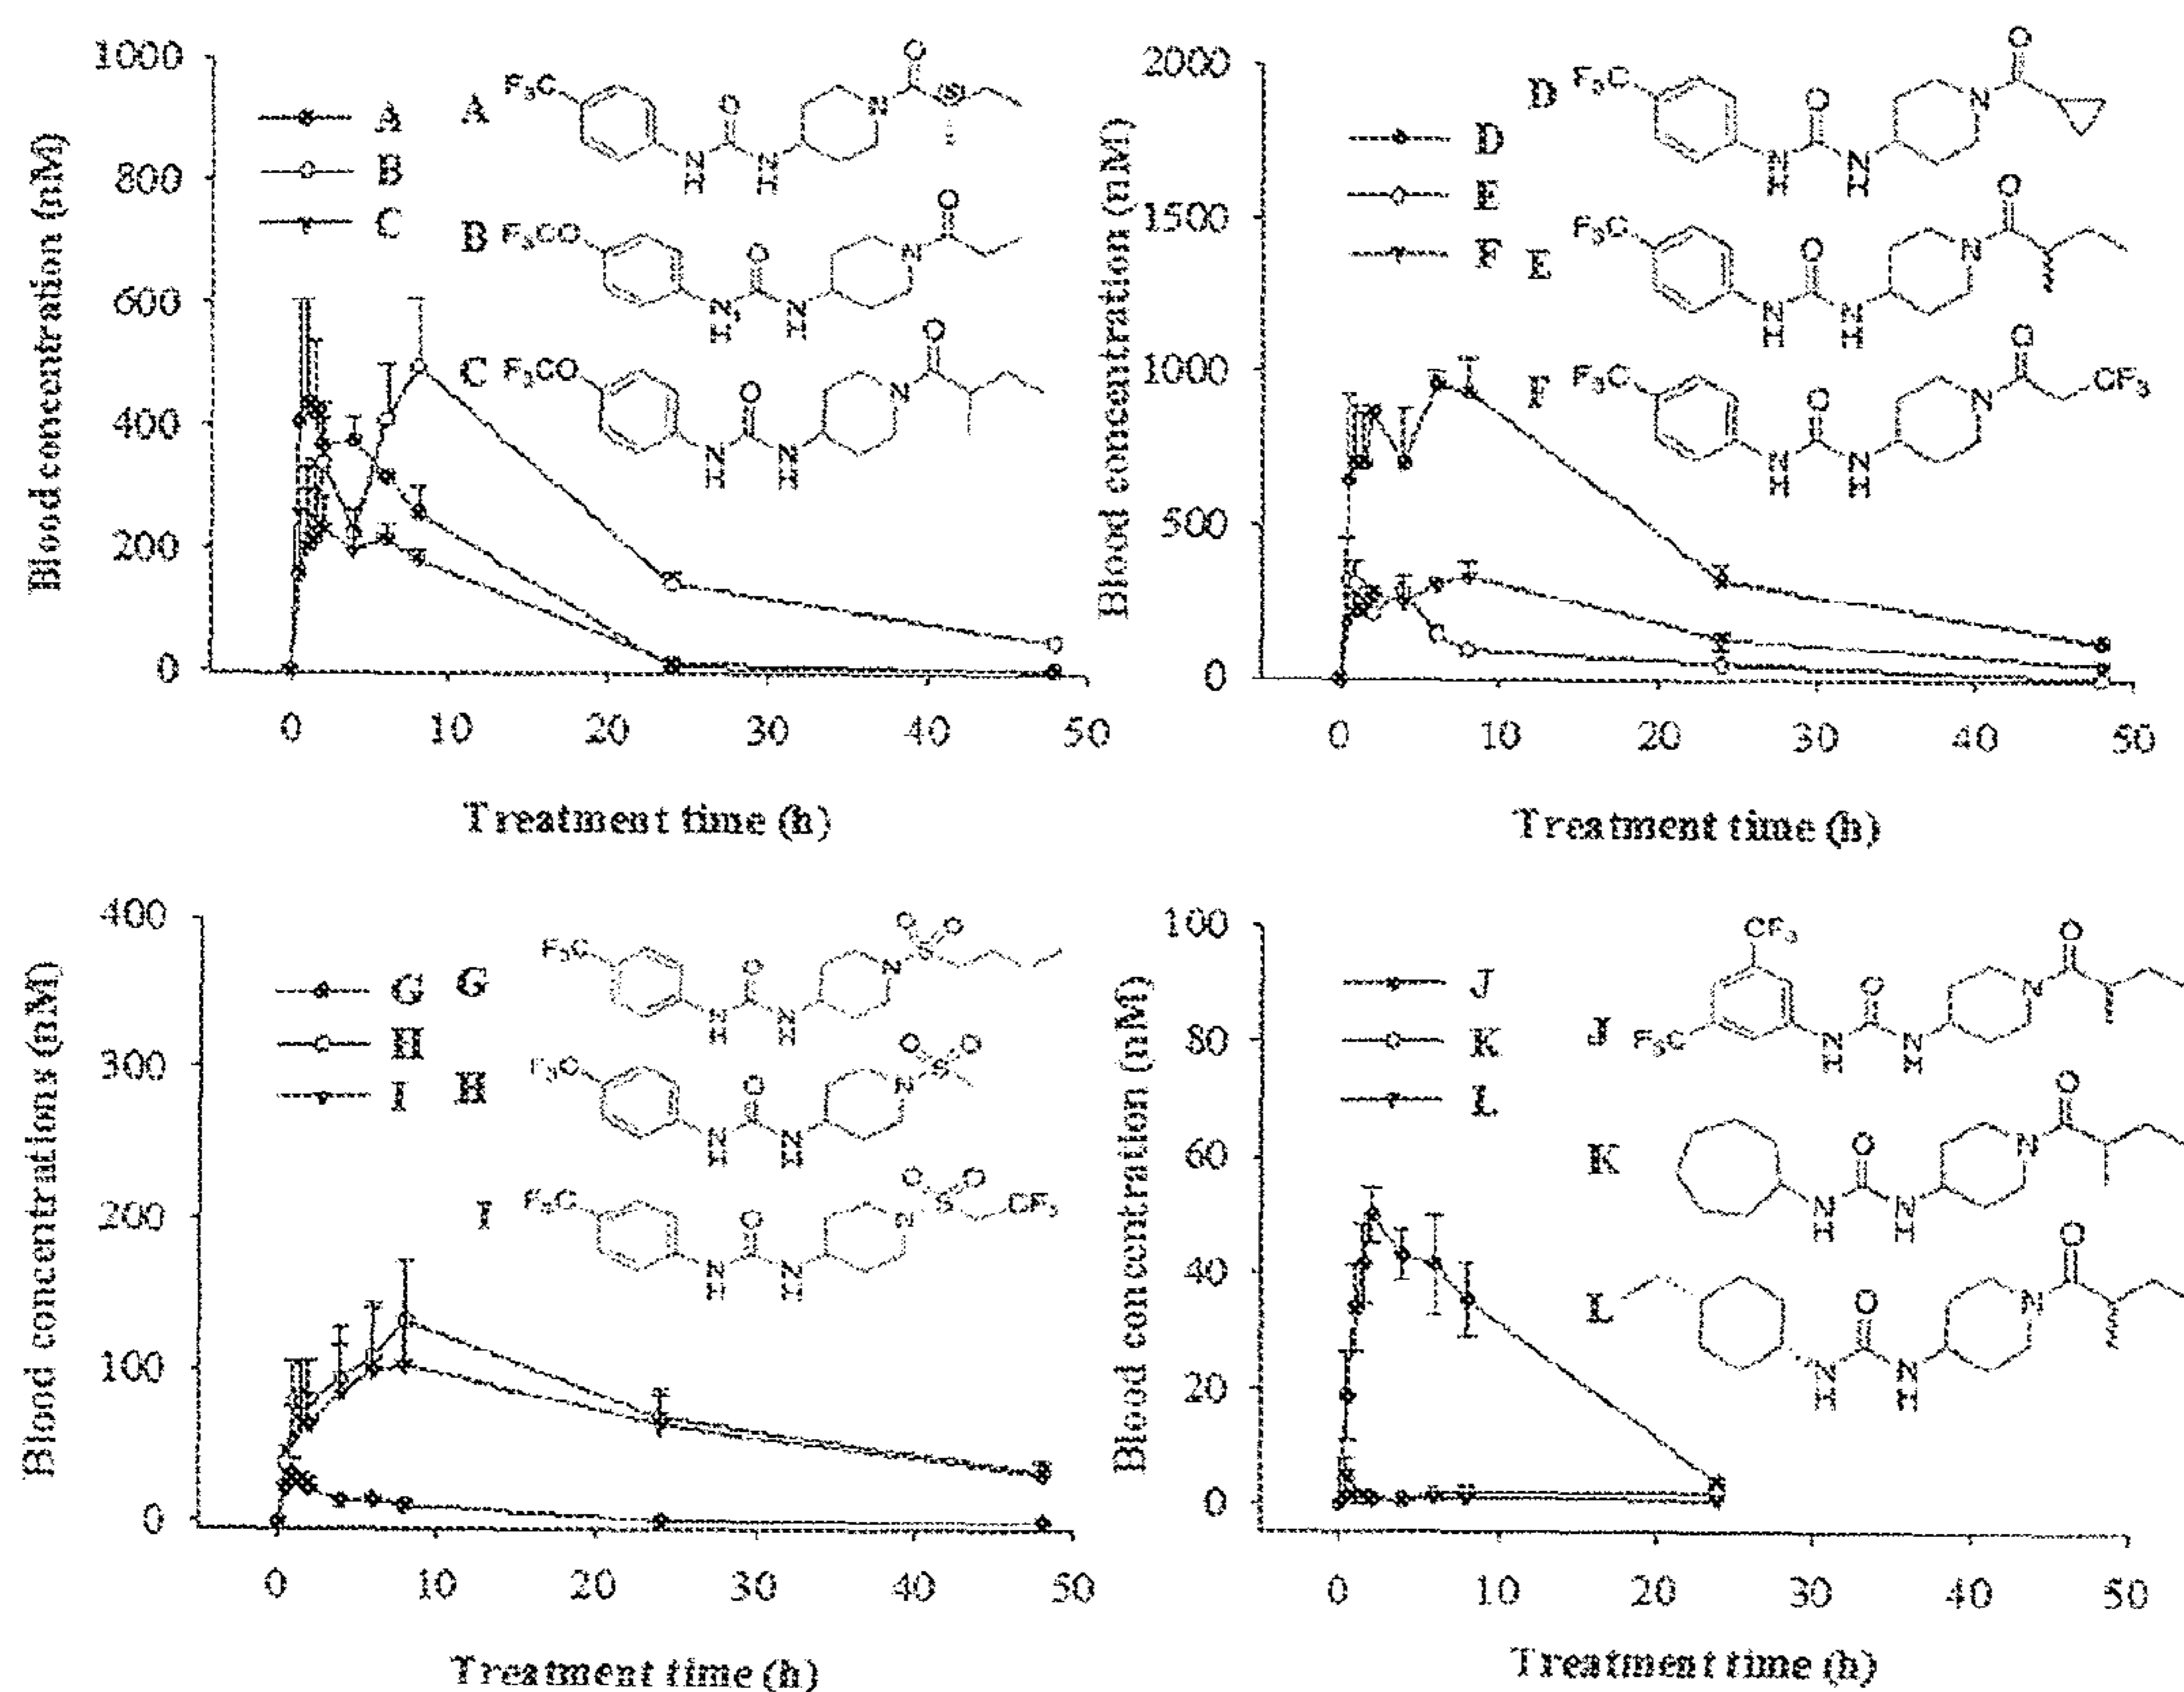 1000
800
600
400
200
0
Blood concentration (nM)
A
B
C
A
F₃C
O
(S)
N
O
N
H
N
H
B
F₃CO
O
N
O
N
H
N
H
C
F₃CO
O
N
O
N
H
N
H
0 10 20 30 40 50
Treatment time (h)
2000
1500
1000
500
0
Blood concentration (nM)
D
E
F
D
F₃C
O
N
O
N
H
N
H
E
F₃C
O
N
O
N
H
N
H
F
F₃C
O
CF₃
N
O
N
H
N
H
0 10 20 30 40 50
Treatment time (h)
400
300
200
100
0
Blood concentrations (nM)
G
H
I
G
F₃C
O
O
S
N
O
N
H
N
H
H
O
O
S
N
O
N
H
N
H
I
F₃C
O
O
S
CF₃
N
O
N
H
N
H
0 10 20 30 40 50
Treatment time (h)
100
80
60
40
20
0
Blood concentration (nM)
J
K
L
J
CF₃
F₃C
O
N
O
N
H
N
H
K
O
N
O
N
H
N
H
L
O
N
O
N
H
N
H
0 10 20 30 40 50
Treatment time (h)